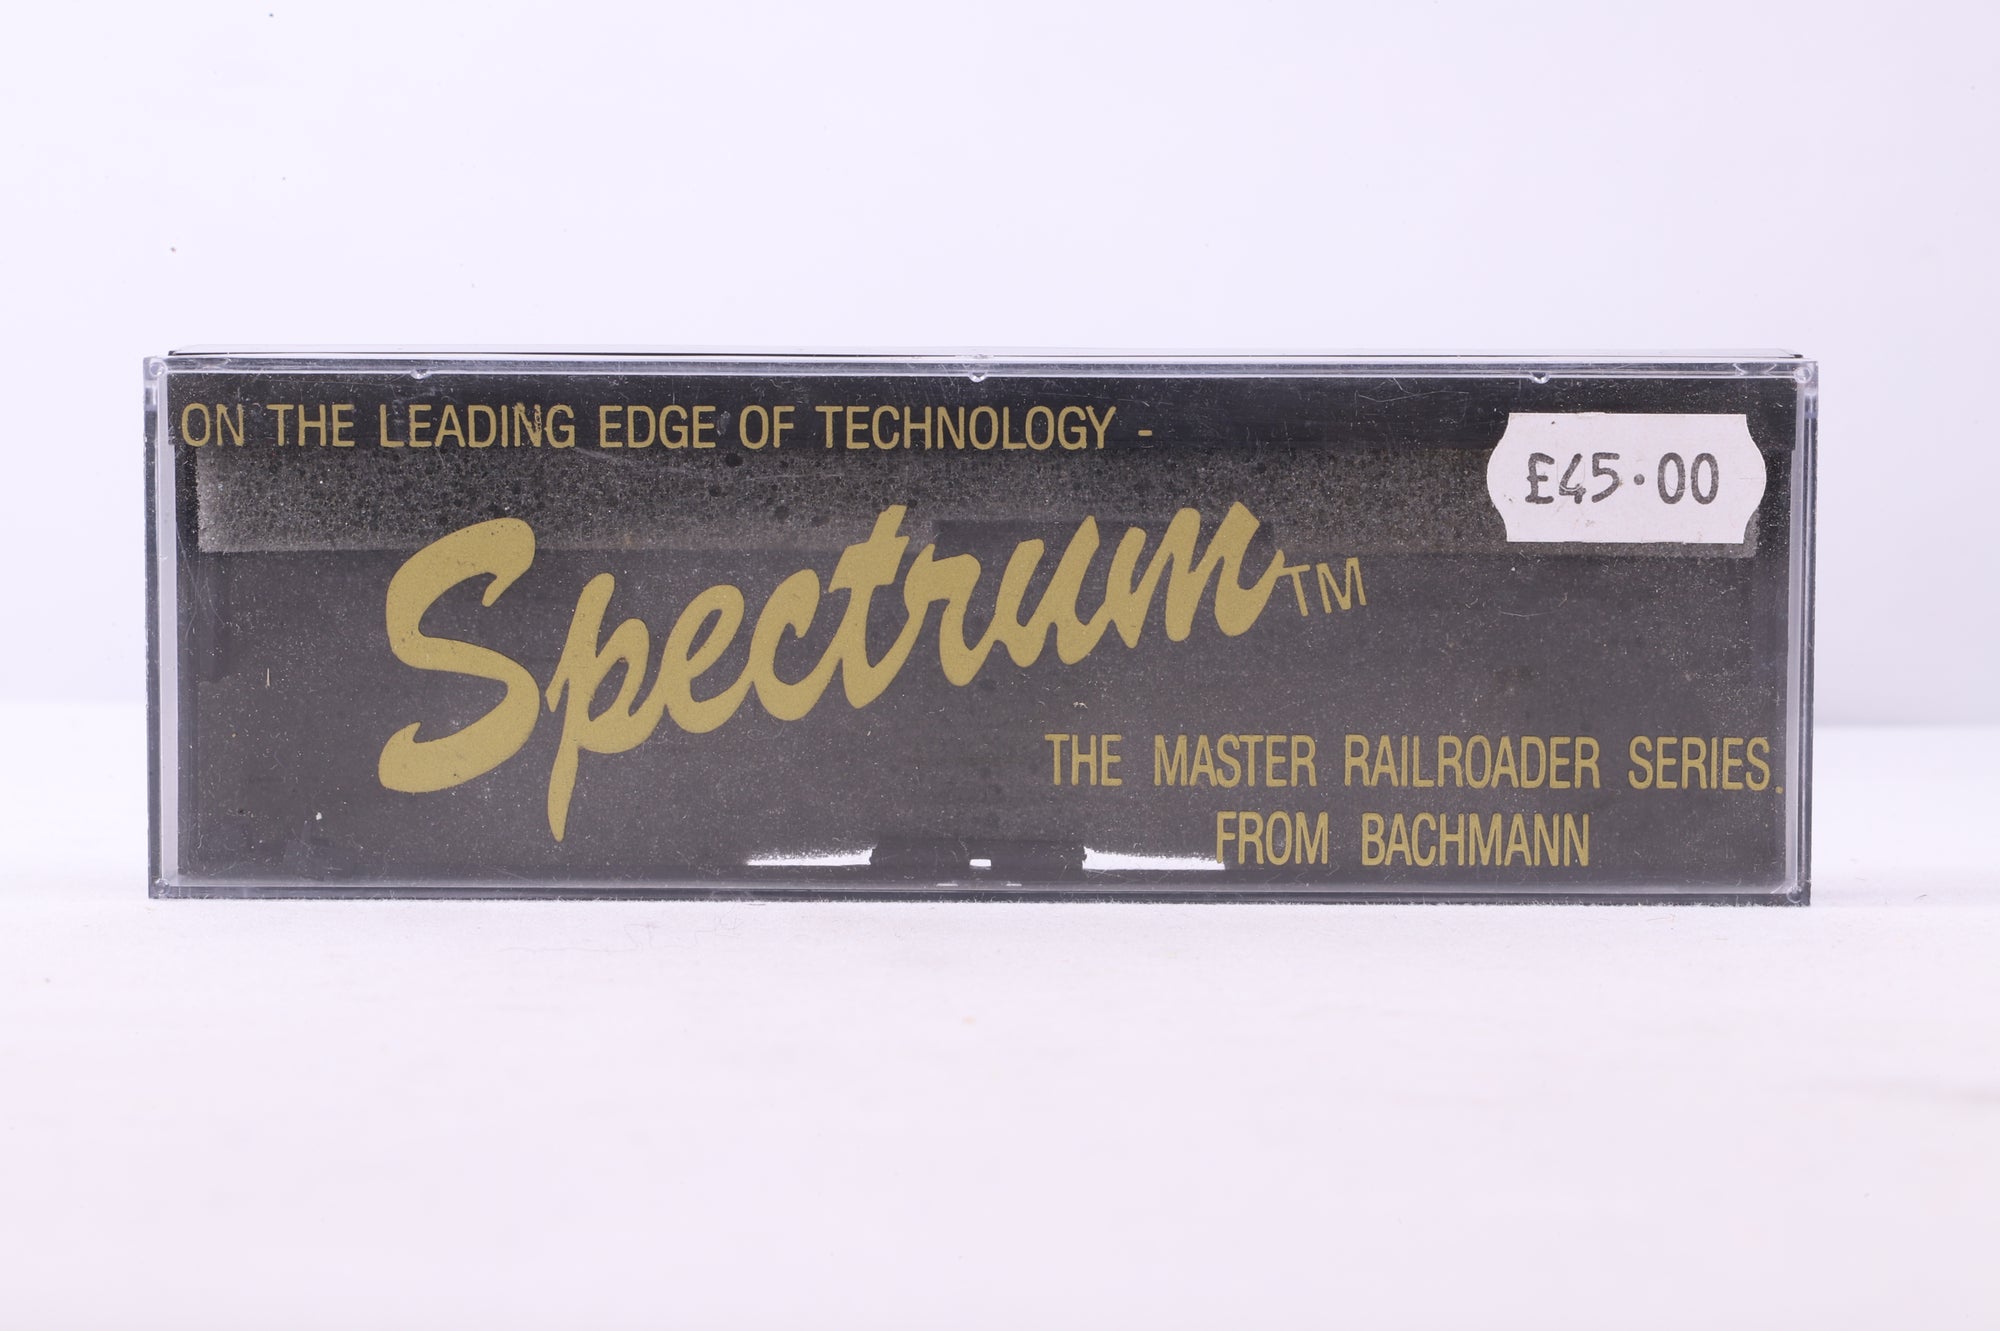 ON THE LEADING EDGE OF TECHNOLOGY -
£45.00
Spectrum™
THE MASTER RAILROADER SERIES.
FROM BACHMANN